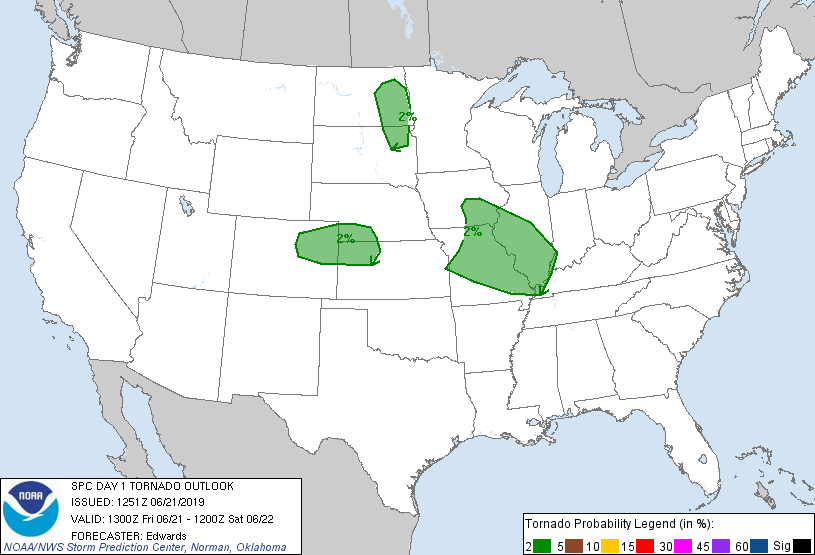 2%
2%
2%
NOAA
SPC DAY 1 TORNADO OUTLOOK
ISSUED: 1251Z 06/21/2019
VALID: 1300Z Fri 06/21 - 1200Z Sat 06/22
FORECASTER: Edwards
NOAA/NWS Storm Prediction Center, Norman, Oklahoma
Tornado Probability Legend (in %):
2 5 10 15 30 45 60 Sig